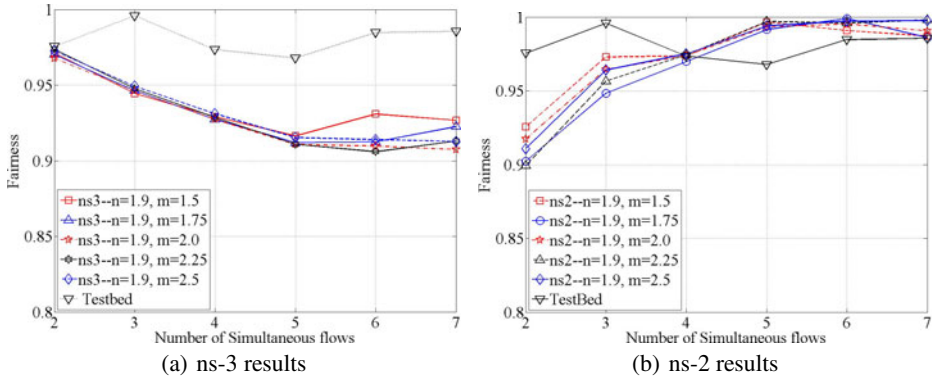 1
0.95
0.9
0.85
0.8
Fairness
ns3--n=1.9, m=1.5
ns3--n=1.9, m=1.75
ns3--n=1.9, m=2.0
ns3--n=1.9, m=2.25
ns3--n=1.9, m=2.5
Testbed
2 3 4 5 6 7
Number of Simultaneous flows
(a) ns-3 results
1
0.95
0.90
0.85
0.8
Fairness
ns2--n=1.9, m=1.5
ns2--n=1.9, m=1.75
ns2--n=1.9, m=2.0
ns2--n=1.9, m=2.25
ns2--n=1.9, m=2.5
TestBed
2 3 4 5 6 7
Number of Simultaneous flows
(b) ns-2 results